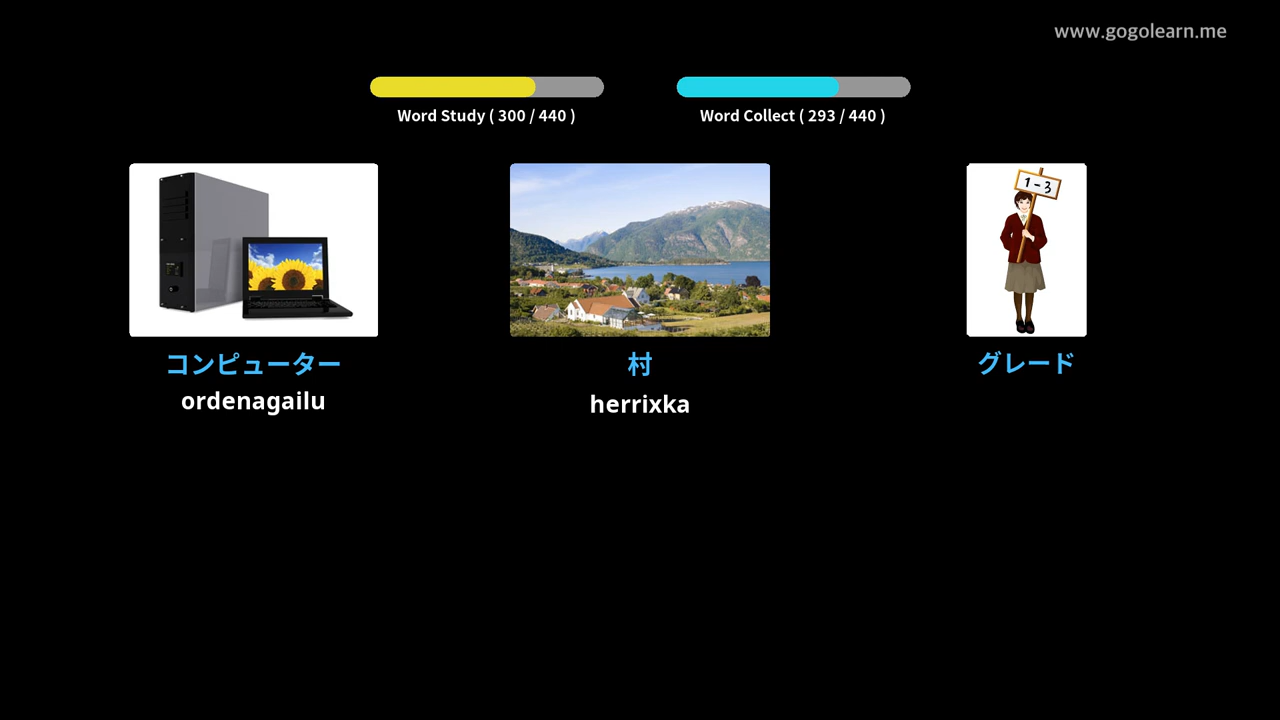 www.gogolearn.me
Word Study ( 300 / 440 )
Word Collect ( 293 / 440 )
1-3
コンピューター
村
グレード
ordenagailu
herrixka